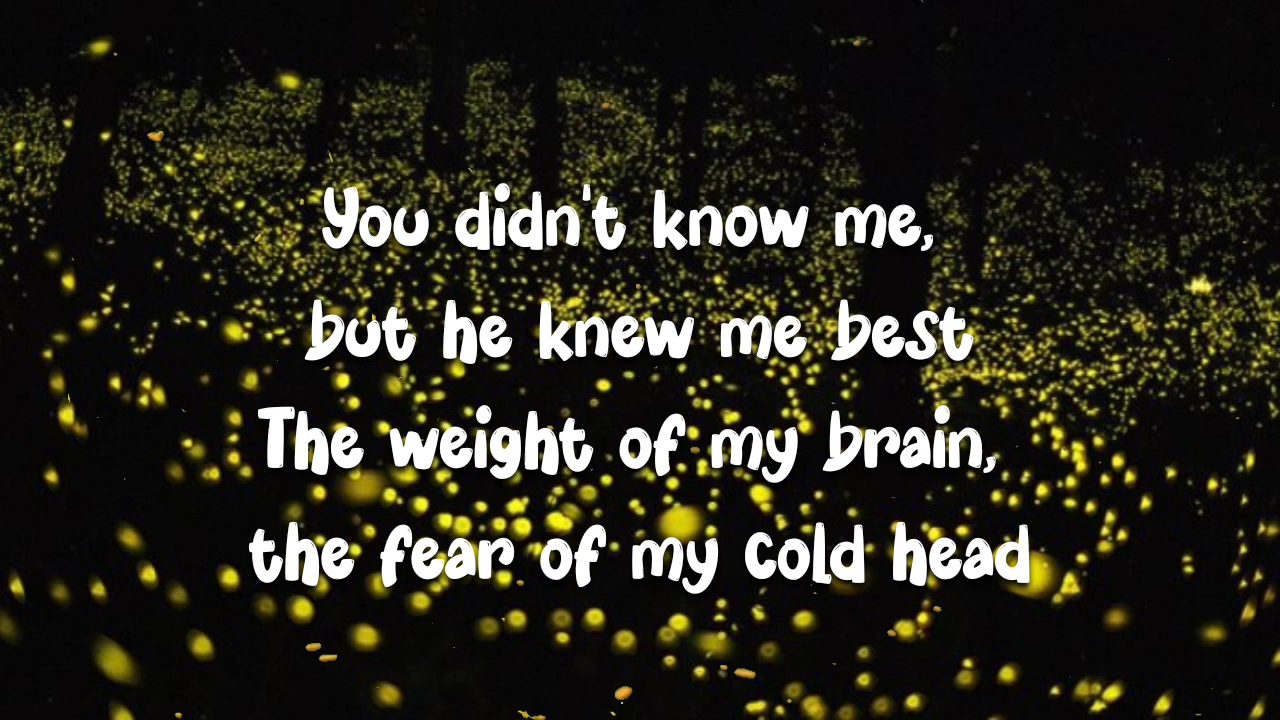 You didn't know me,
but he knew me best
The weight of my brain,
the fear of my cold head